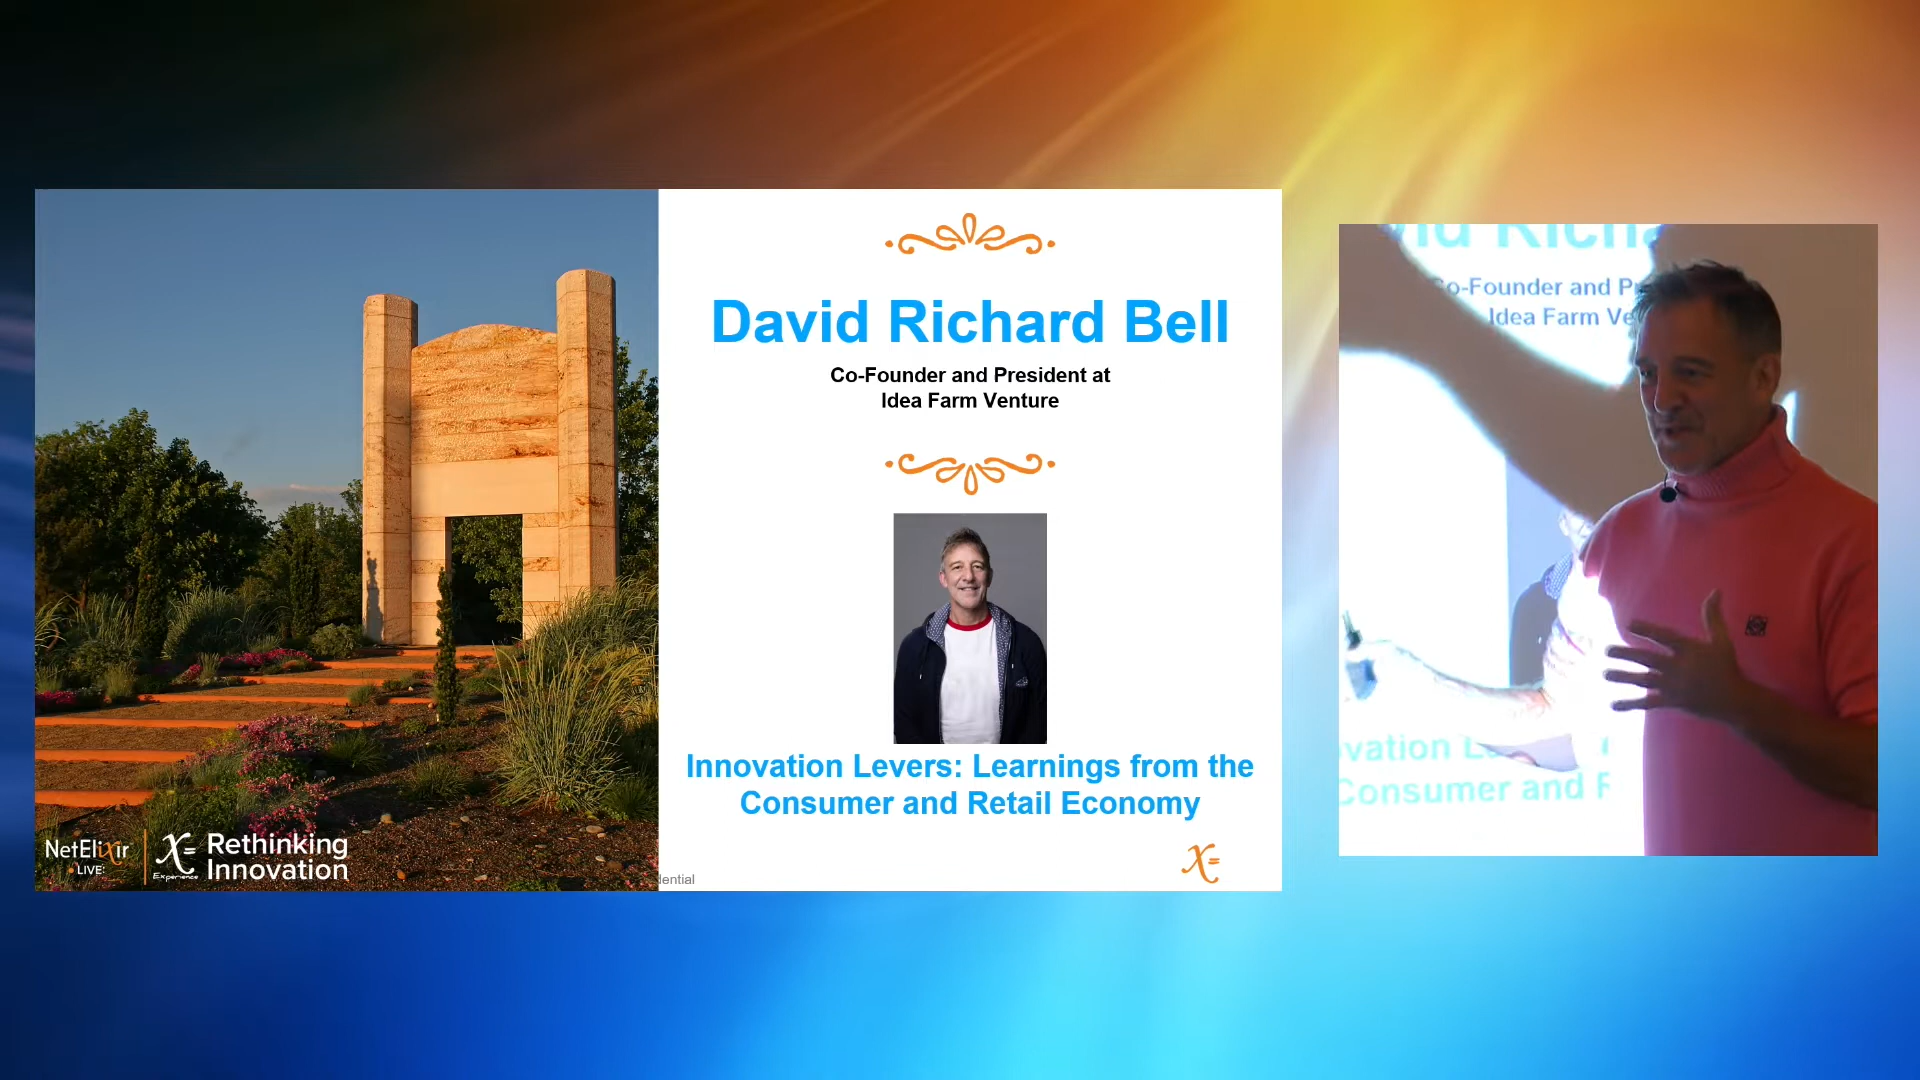 David Richard Bell
Co-Founder and President at
Idea Farm Venture
Innovation Levers: Learnings from the
Consumer and Retail Economy
NetElixir
LIVE
X=
Experience
Rethinking
Innovation
X=
Co-Founder and
Idea Farm
Consumer and